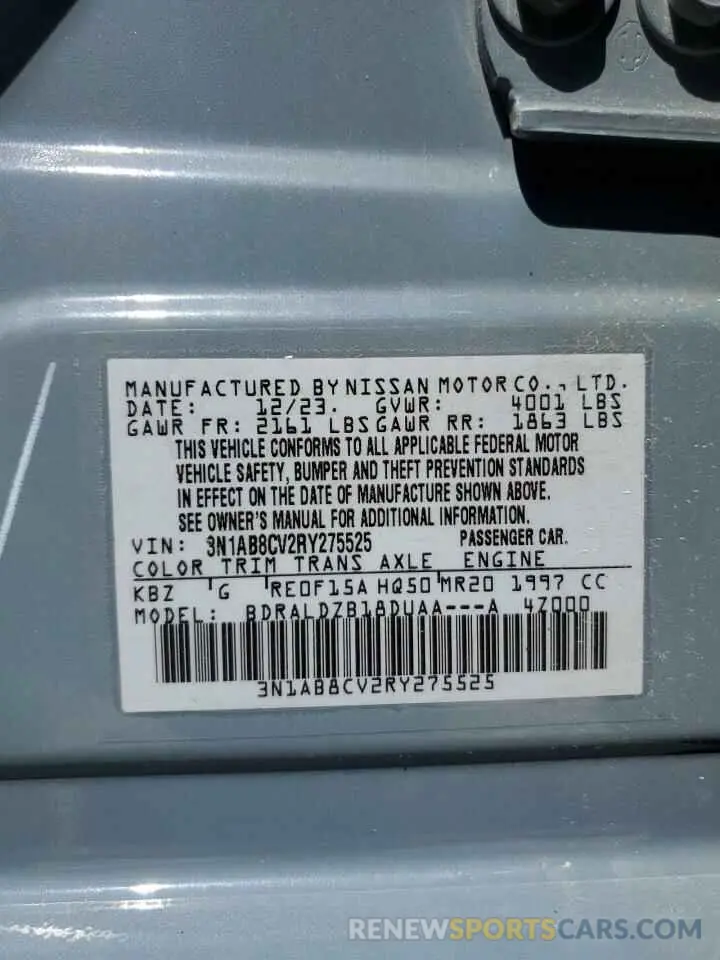 MANUFACTURED BY NISSAN MOTOR CO., LTD.
DATE: 12/23. GVWR: 4001 LBS
GAWR FR: 2161 LBS GAWR RR: 1863 LBS
THIS VEHICLE CONFORMS TO ALL APPLICABLE FEDERAL MOTOR
VEHICLE SAFETY, BUMPER AND THEFT PREVENTION STANDARDS
IN EFFECT ON THE DATE OF MANUFACTURE SHOWN ABOVE.
SEE OWNER'S MANUAL FOR ADDITIONAL INFORMATION.
VIN: 3N1AB8CV2RY275525 PASSENGER CAR.
COLOR TRIM TRANS AXLE ENGINE
KBZ G RE0F15A HQ50 MR20 1997 CC
MODEL: BDRALDZB18DUAA---A 4Z000
3N1AB8CV2RY275525
RENEWSPORTSCARS.COM